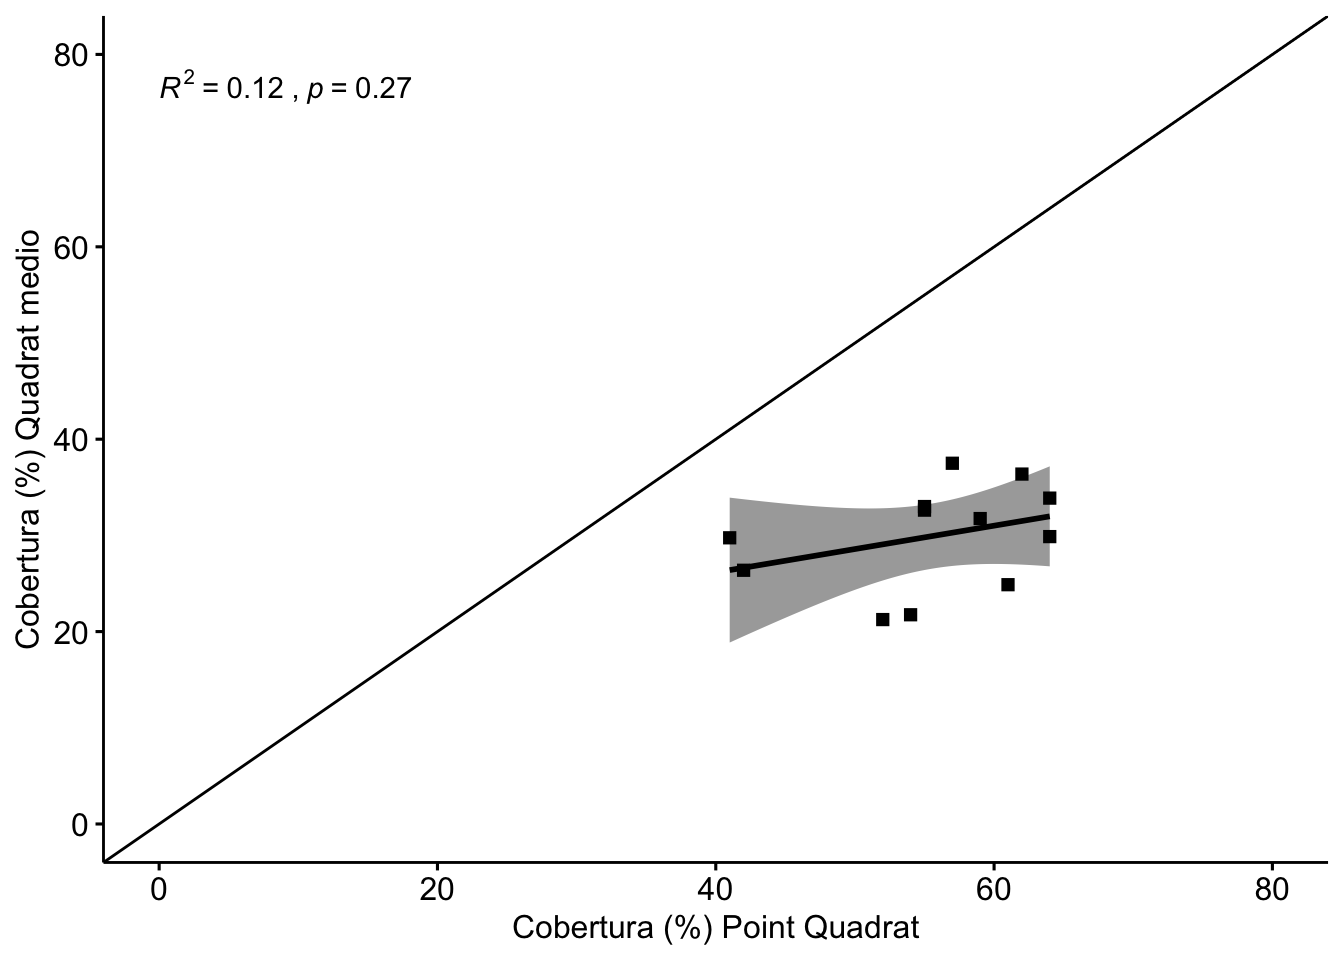 R² = 0.12 , p = 0.27
Cobertura (%) Quadrat medio
80
60
40
20
0
0 20 40 60 80
Cobertura (%) Point Quadrat